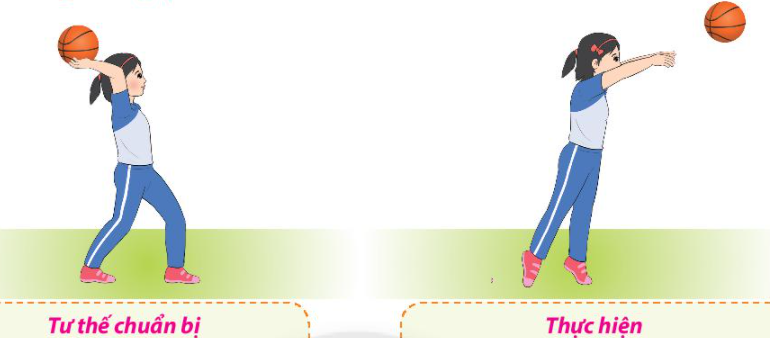 Tư thế chuẩn bị
Thực hiện